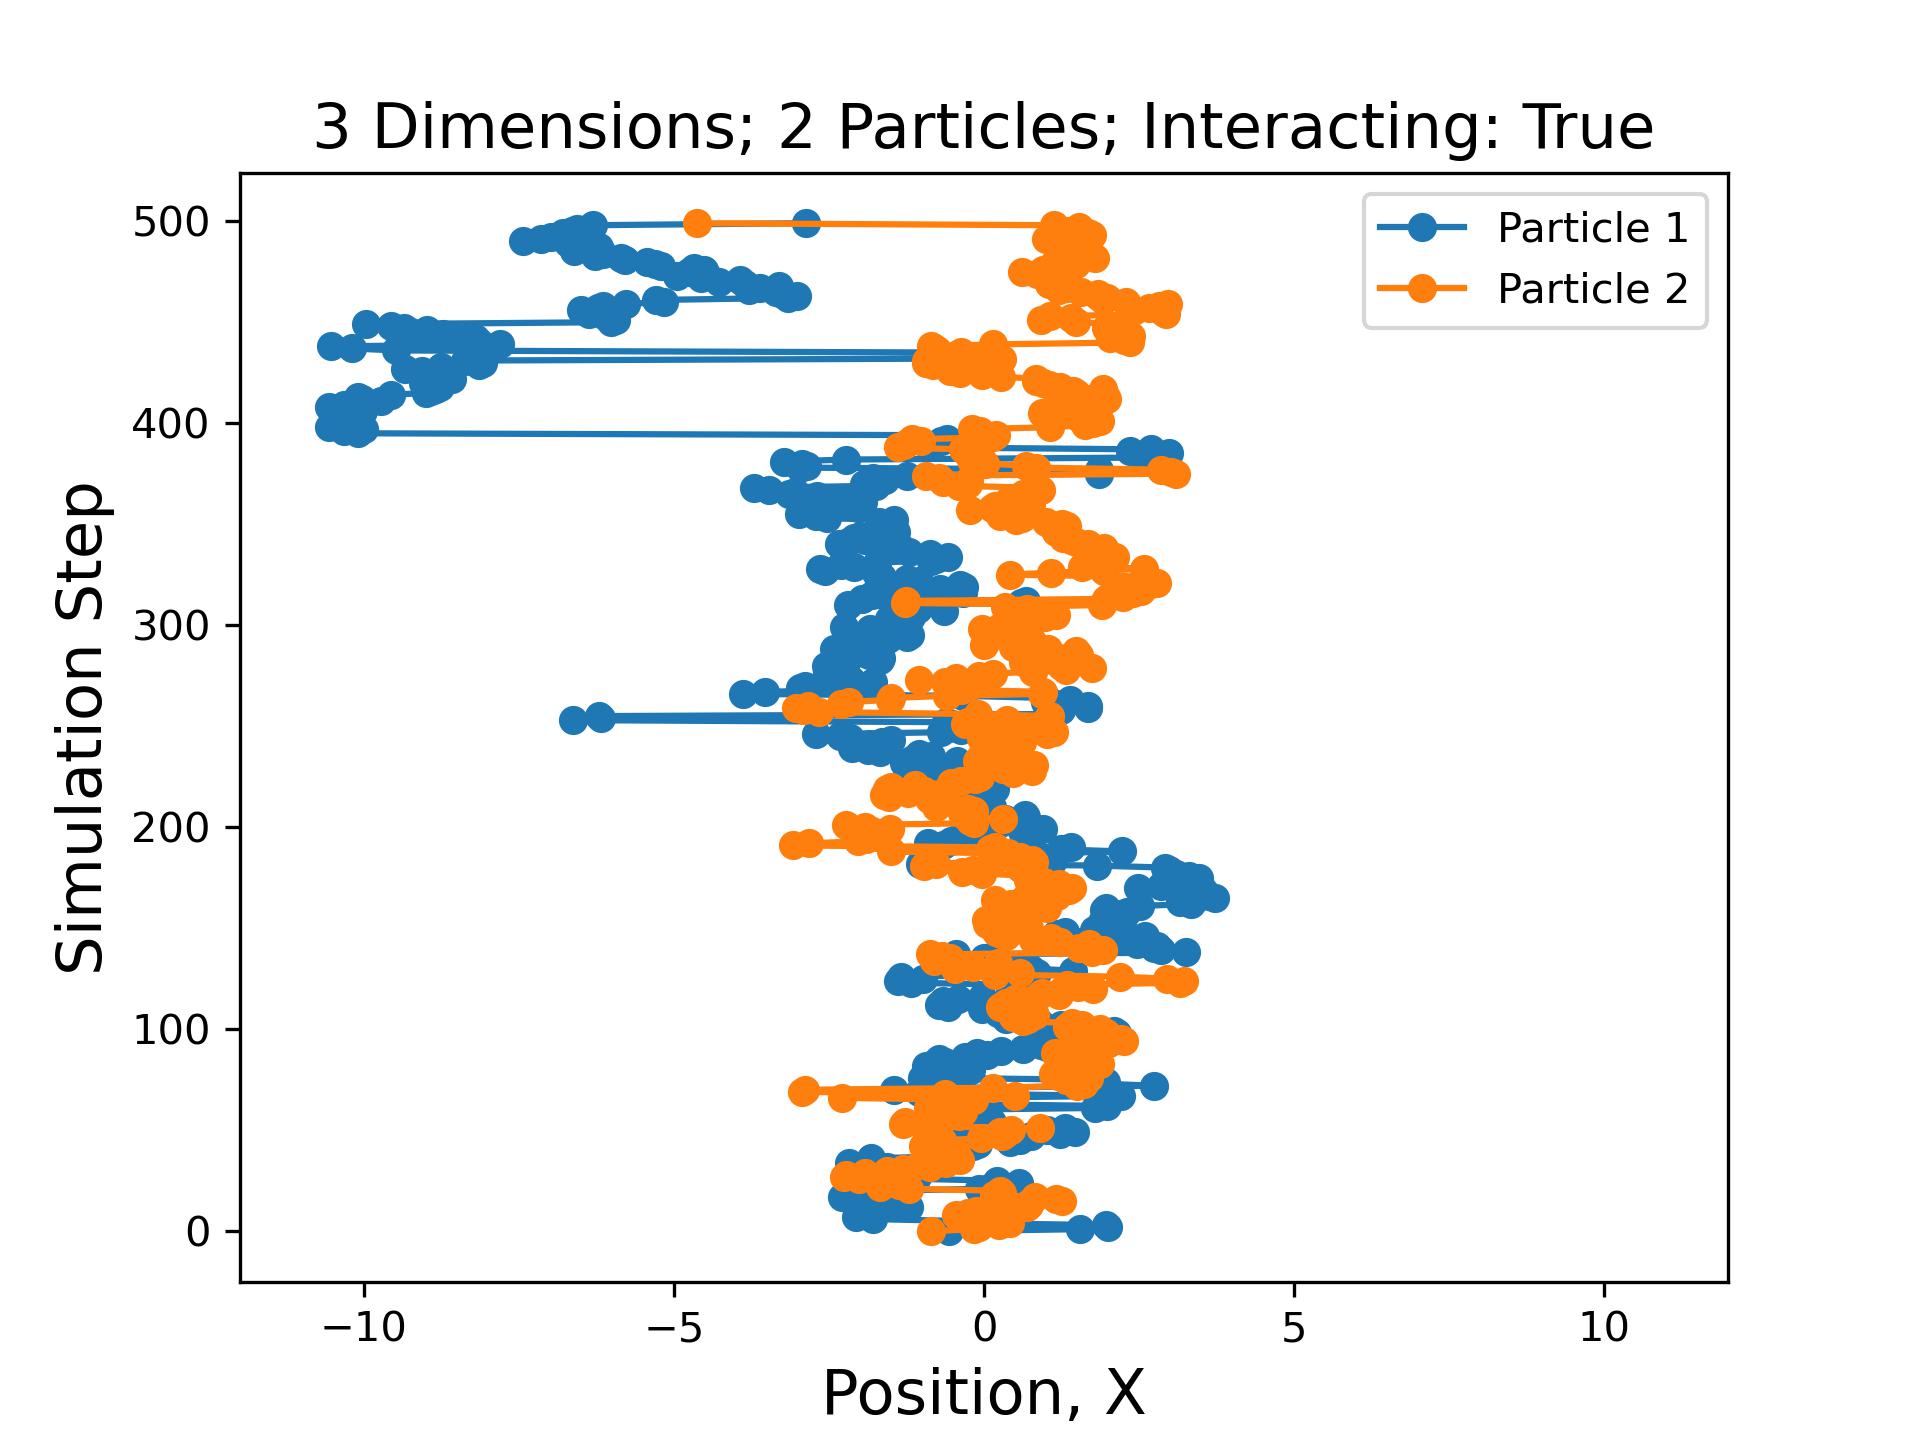 3 Dimensions; 2 Particles; Interacting: True
Particle 1
Particle 2
500
400
300
200
100
0
Simulation Step
−10
−5
0
5
10
Position, X